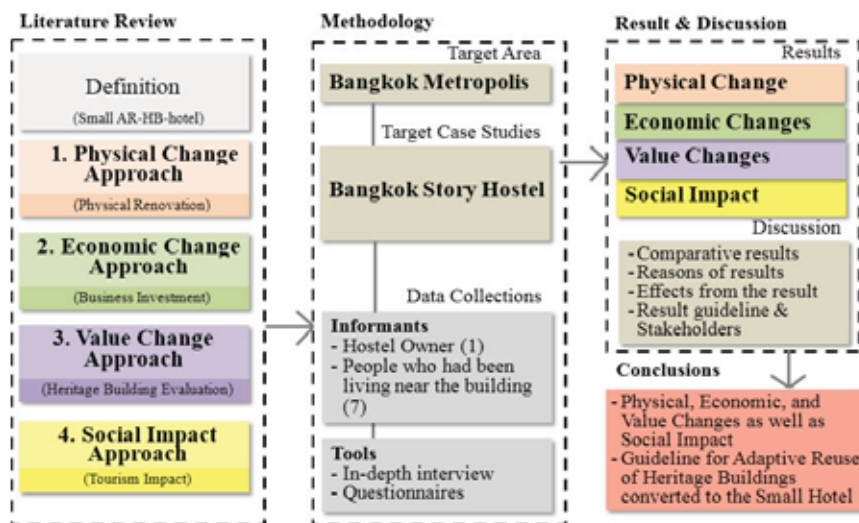 Literature Review
Definition
(Small AR-HB-hotel)
1. Physical Change
Approach
(Physical Renovation)
2. Economic Change
Approach
(Business Investment)
3. Value Change
Approach
(Heritage Building Evaluation)
4. Social Impact
Approach
(Tourism Impact)
Methodology
Target Area
Bangkok Metropolis
Target Case Studies
Bangkok Story Hostel
Data Collections
Informants
- Hostel Owner (1)
- People who had been
living near the building
(7)
Tools
- In-depth interview
- Questionnaires
Result & Discussion
Results
Physical Change
Economic Changes
Value Changes
Social Impact
Discussion
- Comparative results
- Reasons of results
- Effects from the result
- Result guideline &
Stakeholders
Conclusions
- Physical, Economic, and
Value Changes as well as
Social Impact
- Guideline for Adaptive Reuse
of Heritage Buildings
converted to the Small Hotel